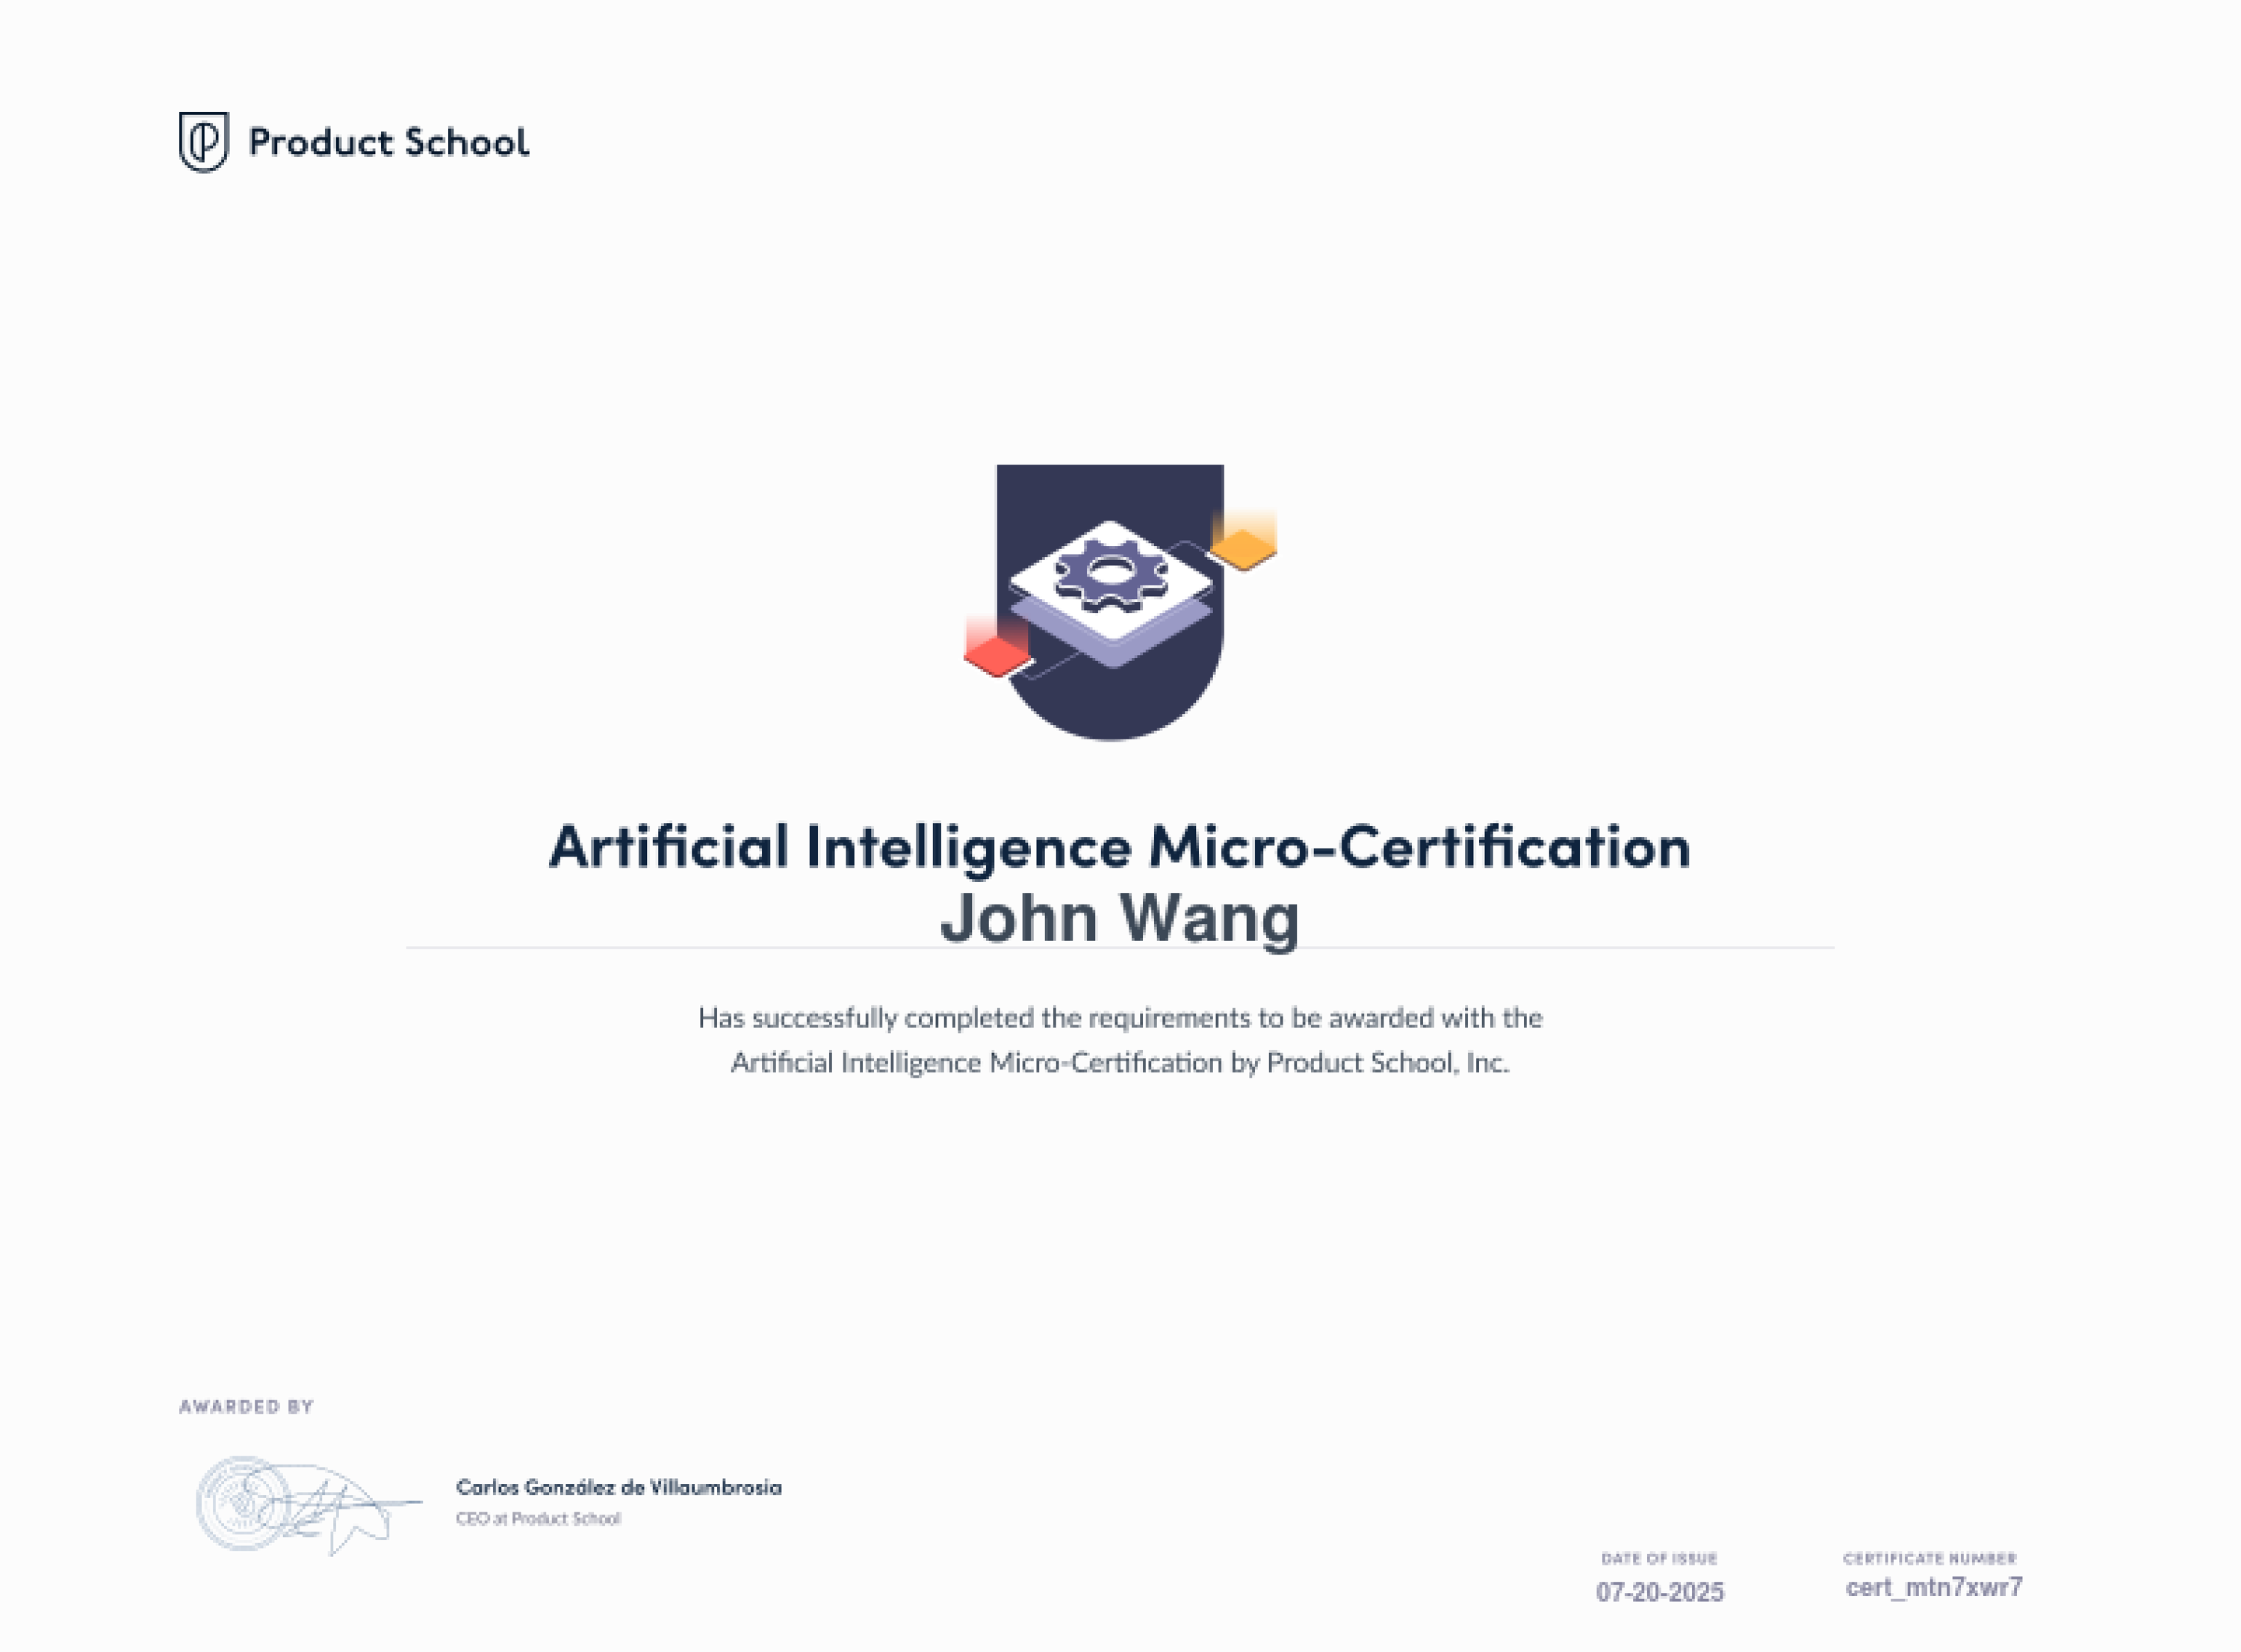 Product School
Artificial Intelligence Micro-Certification
John Wang
Has successfully completed the requirements to be awarded with the
Artificial Intelligence Micro-Certification by Product School, Inc.
AWARDED BY
Carlos González de Villaumbrosia
CEO at Product School
DATE OF ISSUE
07-20-2025
CERTIFICATE NUMBER
cert_mtn7xwr7